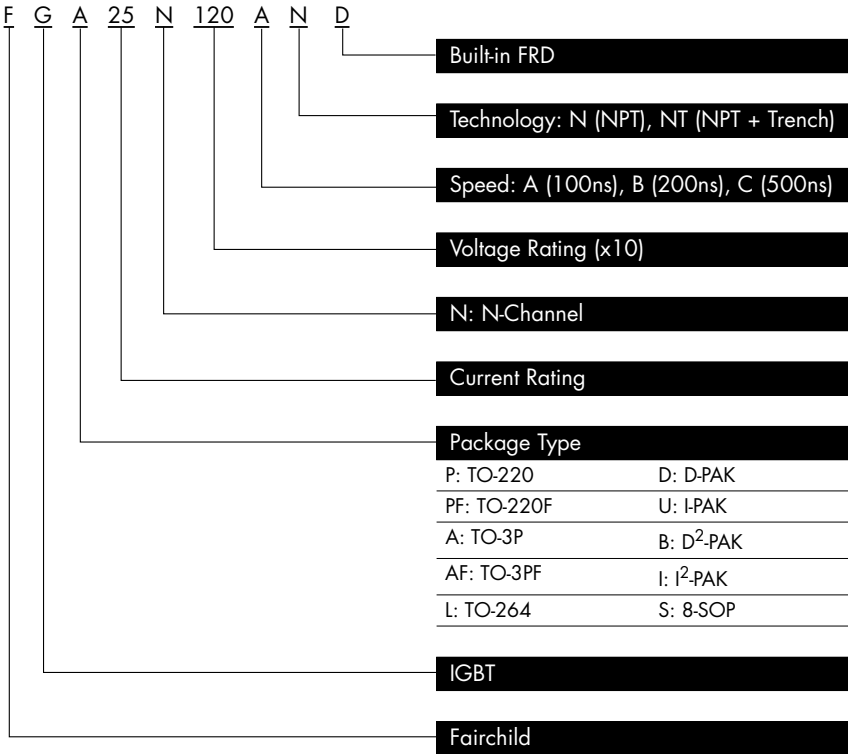 F G A 25 N 120 A N D
Built-in FRD
Technology: N (NPT), NT (NPT + Trench)
Speed: A (100ns), B (200ns), C (500ns)
Voltage Rating (x10)
N: N-Channel
Current Rating
Package Type
P: TO-220 D: D-PAK
PF: TO-220F U: I-PAK
A: TO-3P B: D²-PAK
AF: TO-3PF I: I²-PAK
L: TO-264 S: 8-SOP
IGBT
Fairchild